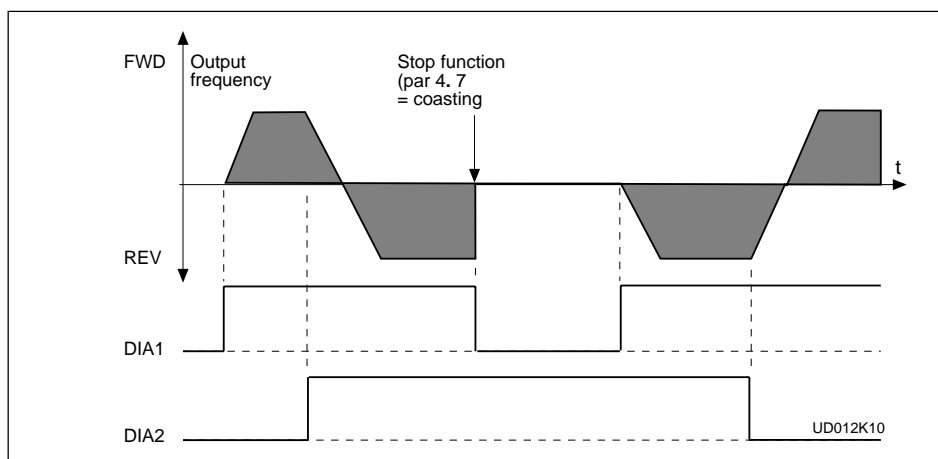 FWD
Output
frequency
Stop function
(par 4. 7
= coasting
t
REV
DIA1
DIA2
UD012K10